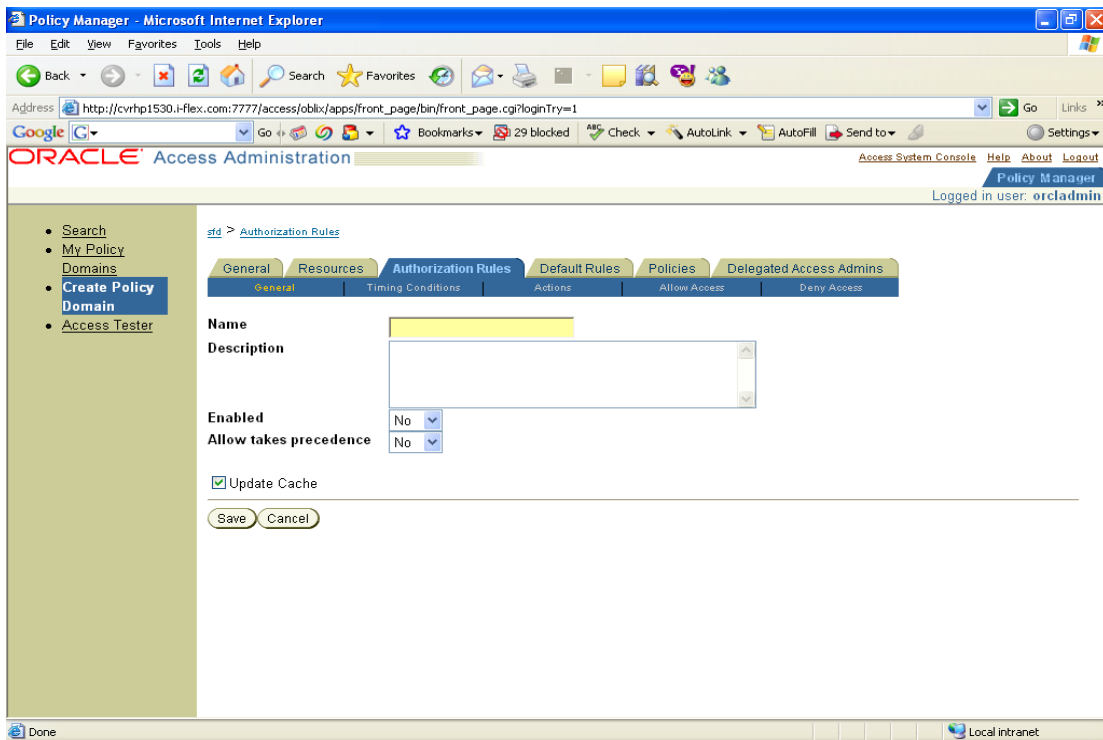 Policy Manager - Microsoft Internet Explorer
File Edit View Favorites Tools Help
Back Search Favorites
Address http://cvrhp1530.i-flex.com:7777/access/oblix/apps/front_page/bin/front_page.cgi?loginTry=1 Go Links »
Google G Go Bookmarks 29 blocked ABC Check AutoLink AutoFill Send to Settings
ORACLE Access Administration
Access System Console Help About Logout
Policy Manager
Logged in user: orcladmin
Search
My Policy
Domains
Create Policy
Domain
Access Tester
sfd > Authorization Rules
General Resources Authorization Rules Default Rules Policies Delegated Access Admins
General Timing Conditions Actions Allow Access Deny Access
Name
Description
Enabled No
Allow takes precedence No
Update Cache
Save Cancel
Done Local intranet